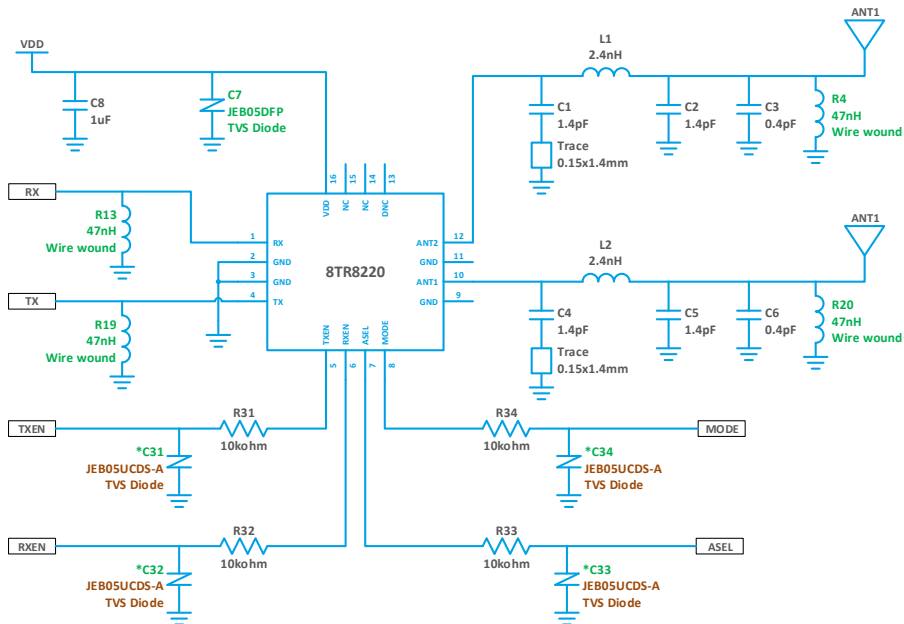 ANT1
VDD
L1
2.4nH
C8
1uF
C7
JEB05DFP
TVS Diode
C1
1.4pF
C2
1.4pF
C3
0.4pF
R4
47nH
Wire wound
Trace
0.15x1.4mm
16
15
14
13
VDD
NC
NC
DNC
RX
R13
47nH
Wire wound
1
RX
2
GND
3
GND
4
TX
8TR8220
ANT2
12
GND
11
ANT1
10
GND
9
ANT1
L2
2.4nH
TX
R19
47nH
Wire wound
TXEN
RXEN
ASEL
MODE
5
6
7
8
C4
1.4pF
C5
1.4pF
C6
0.4pF
R20
47nH
Wire wound
Trace
0.15x1.4mm
TXEN
R31
10kohm
R34
10kohm
MODE
*C31
JEB05UCDS-A
TVS Diode
*C34
JEB05UCDS-A
TVS Diode
RXEN
R32
10kohm
R33
10kohm
ASEL
*C32
JEB05UCDS-A
TVS Diode
*C33
JEB05UCDS-A
TVS Diode